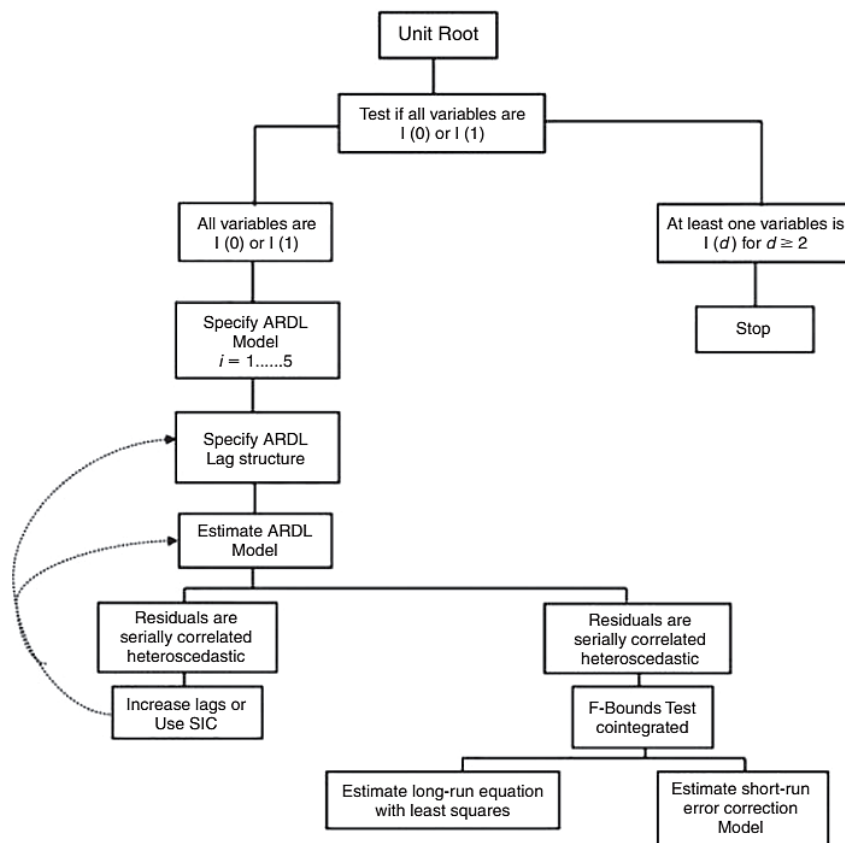 Unit Root
Test if all variables are
I (0) or I (1)
All variables are
I (0) or I (1)
At least one variables is
I (d) for d ≥ 2
Specify ARDL
Model
i = 1......5
Stop
Specify ARDL
Lag structure
Estimate ARDL
Model
Residuals are
serially correlated
heteroscedastic
Residuals are
serially correlated
heteroscedastic
Increase lags or
Use SIC
F-Bounds Test
cointegrated
Estimate long-run equation
with least squares
Estimate short-run
error correction
Model